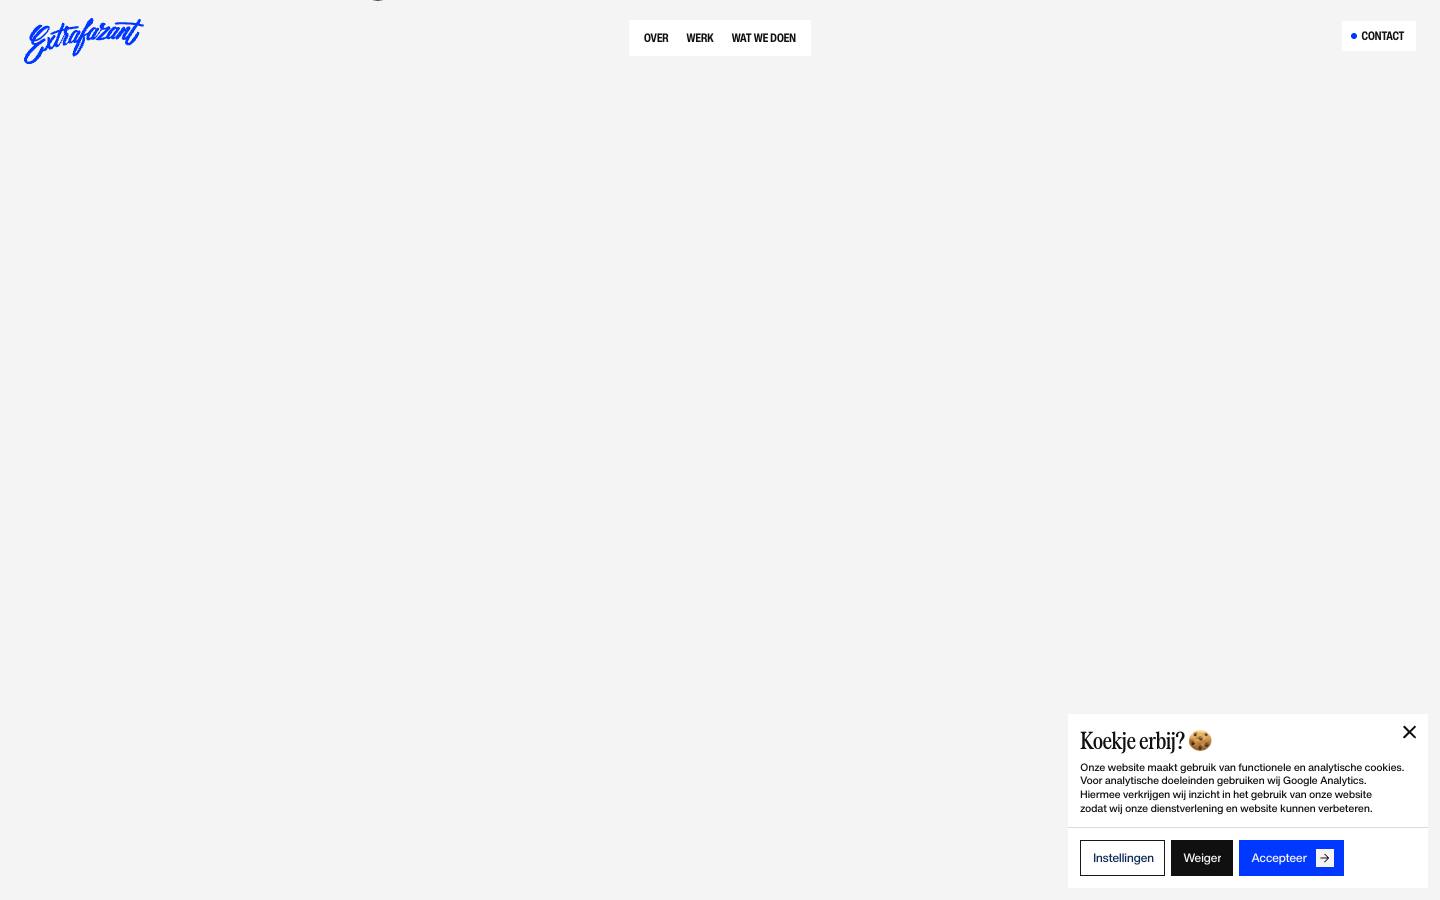 Extrafazant
OVER WERK WAT WE DOEN
CONTACT
Koekje erbij?
Onze website maakt gebruik van functionele en analytische cookies.
Voor analytische doeleinden gebruiken wij Google Analytics.
Hiermee verkrijgen wij inzicht in het gebruik van onze website
zodat wij onze dienstverlening en website kunnen verbeteren.
Instellingen Weiger Accepteer